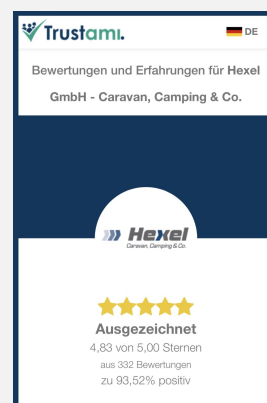 Trustami.
DE
Bewertungen und Erfahrungen für Hexel
GmbH - Caravan, Camping & Co.
Hexel
Caravan, Camping & Co.
Ausgezeichnet
4,83 von 5,00 Sternen
aus 332 Bewertungen
zu 93,52% positiv